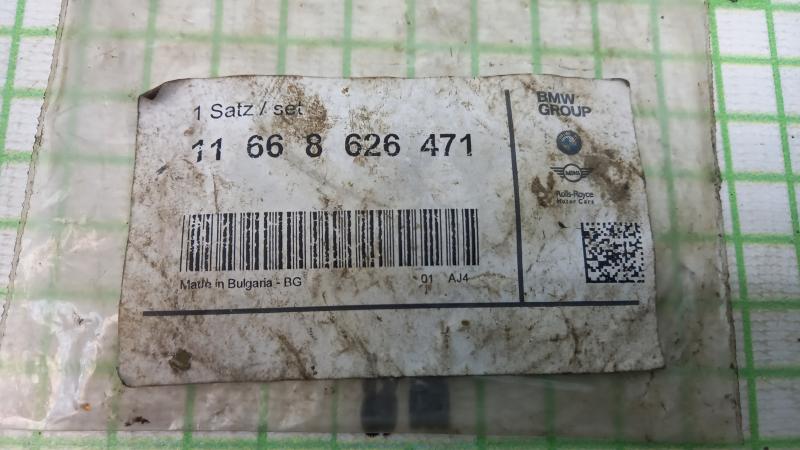 1 Satz / set
11 66 8 626 471
Made in Bulgaria - BG
01 AJ4
BMW
GROUP
MINI
Rolls-Royce
Motor Cars